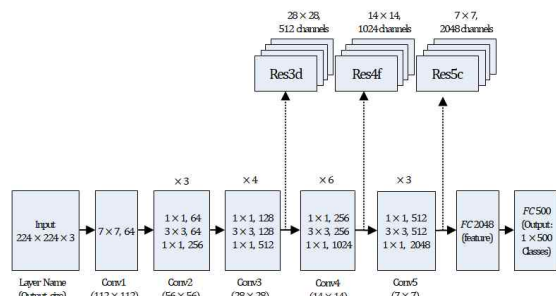 28 × 28,
512 channels
14 × 14,
1024 channels
7 × 7,
2048 channels
Res3d
Res4f
Res5c
× 3
× 4
× 6
× 3
Input
224 × 224 × 3
7 × 7, 64
1 × 1, 64
3 × 3, 64
1 × 1, 256
1 × 1, 128
3 × 3, 128
1 × 1, 512
1 × 1, 256
3 × 3, 256
1 × 1, 1024
1 × 1, 512
3 × 3, 512
1 × 1, 2048
FC 2048
(feature)
FC 500
(Output:
1 × 500
Classes)
Layer Name
(Output size)
Conv1
(112 × 112)
Conv2
(56 × 56)
Conv3
(28 × 28)
Conv4
(14 × 14)
Conv5
(7 × 7)